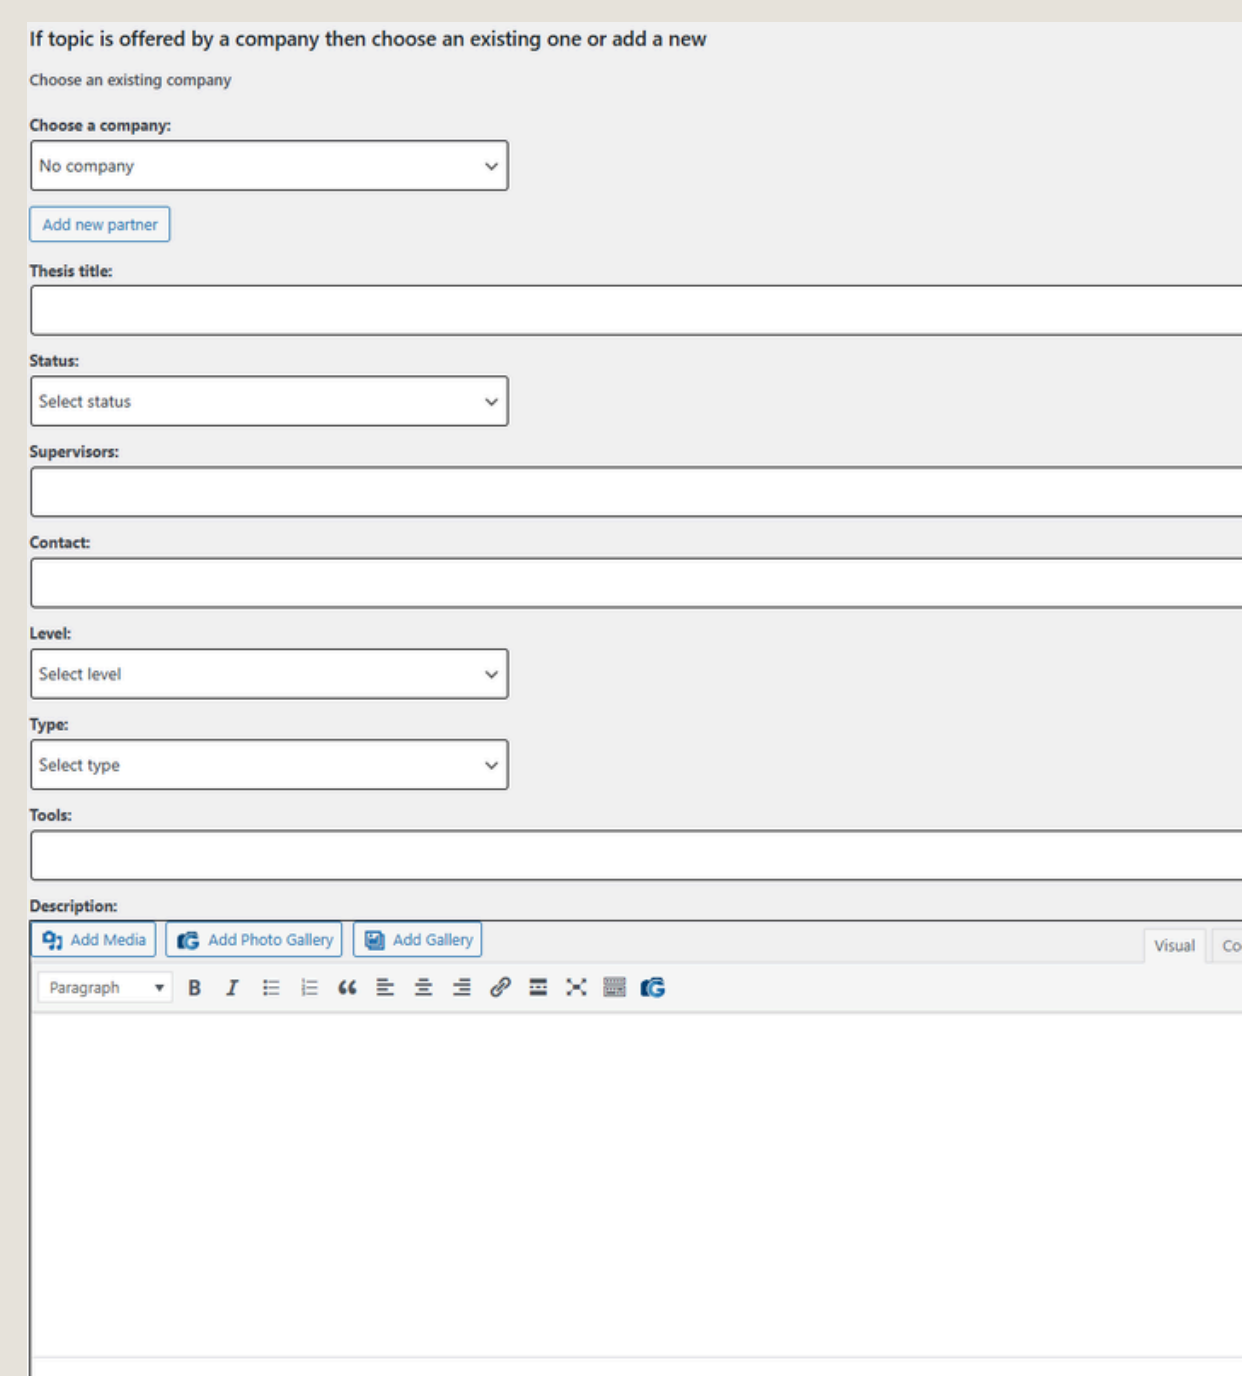 If topic is offered by a company then choose an existing one or add a new
Choose an existing company
Choose a company:
No company
Add new partner
Thesis title:
Status:
Select status
Supervisors:
Contact:
Level:
Select level
Type:
Select type
Tools:
Description:
Add Media Add Photo Gallery Add Gallery
Visual
Paragraph